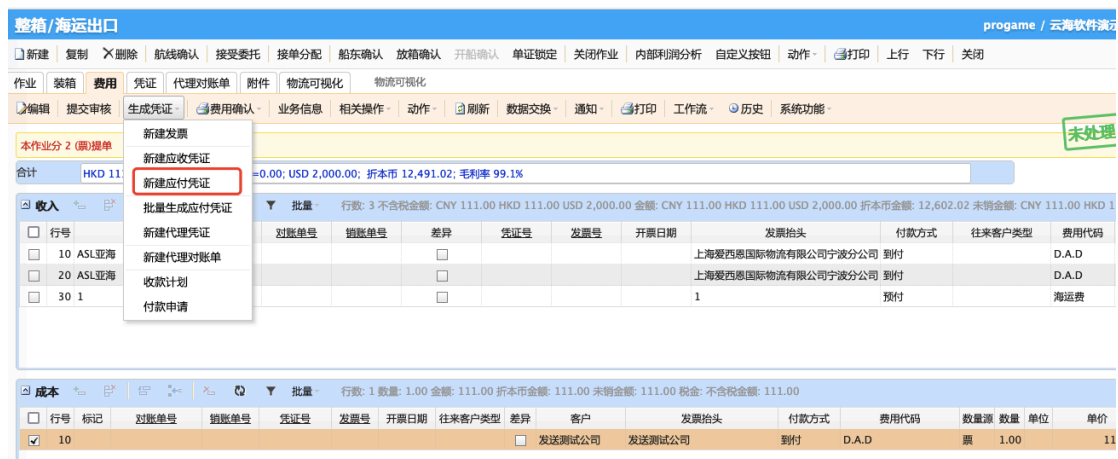 整箱/海运出口 progame / 云海软件演示
新建 复制 删除 航线确认 接受委托 接单分配 船东确认 放箱确认 开船确认 单证锁定 关闭作业 内部利润分析 自定义按钮 动作 打印 上行 下行 关闭
作业 装箱 费用 凭证 代理对账单 附件 物流可视化 物流可视化
编辑 提交审核 生成凭证 费用确认 业务信息 相关操作 动作 刷新 数据交换 通知 打印 工作流 历史 系统功能
未处理
本作业分 2 (票)提单
合计 HKD 11 =0.00; USD 2,000.00; 折本币 12,491.02; 毛利率 99.1%
新建发票
新建应收凭证
新建应付凭证
批量生成应付凭证
新建代理凭证
新建代理对账单
收款计划
付款申请
收入 批量 行数: 3 不含税金额: CNY 111.00 HKD 111.00 USD 2,000.00 金额: CNY 111.00 HKD 111.00 USD 2,000.00 折本币金额: 12,602.02 未销金额: CNY 111.00 HKD 1
行号 对账单号 销账单号 差异 凭证号 发票号 开票日期 发票抬头 付款方式 往来客户类型 费用代码
10 ASL亚海 上海爱西恩国际物流有限公司宁波分公司 到付 D.A.D
20 ASL亚海 上海爱西恩国际物流有限公司宁波分公司 到付 D.A.D
30 1 1 预付 海运费
成本 批量 行数: 1 数量: 1.00 金额: 111.00 折本币金额: 111.00 未销金额: 111.00 税金: 不含税金额: 111.00
行号 标记 对账单号 销账单号 凭证号 发票号 开票日期 往来客户类型 差异 客户 发票抬头 付款方式 费用代码 数量源 数量 单位 单价
10 发送测试公司 发送测试公司 到付 D.A.D 票 1.00 11